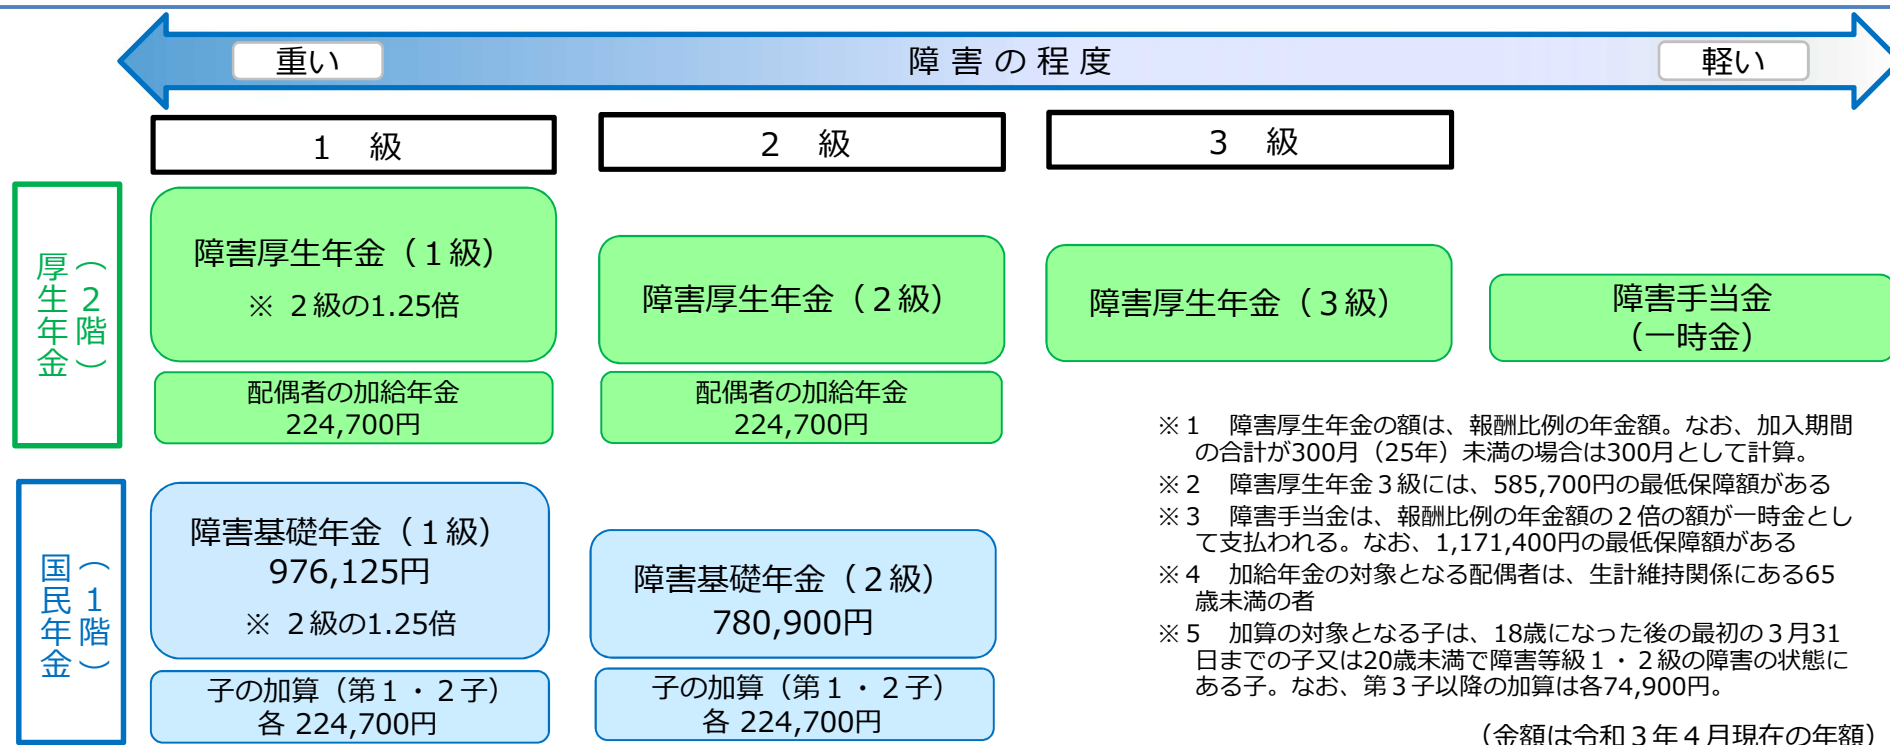 重い
障害の程度
軽い
１　級
２　級
３　級
厚生年金
（２階）
障害厚生年金（１級）
※ ２級の1.25倍
障害厚生年金（２級）
障害厚生年金（３級）
障害手当金
（一時金）
配偶者の加給年金
224,700円
配偶者の加給年金
224,700円
国民年金
（１階）
障害基礎年金（１級）
976,125円
※ ２級の1.25倍
障害基礎年金（２級）
780,900円
子の加算（第１・２子）
各 224,700円
子の加算（第１・２子）
各 224,700円
※１　障害厚生年金の額は、報酬比例の年金額。なお、加入期間
の合計が300月（25年）未満の場合は300月として計算。
※２　障害厚生年金３級には、585,700円の最低保障額がある
※３　障害手当金は、報酬比例の年金額の２倍の額が一時金とし
て支払われる。なお、1,171,400円の最低保障額がある
※４　加給年金の対象となる配偶者は、生計維持関係にある65
歳未満の者
※５　加算の対象となる子は、18歳になった後の最初の３月31
日までの子又は20歳未満で障害等級１・２級の障害の状態に
ある子。なお、第３子以降の加算は各74,900円。
（金額は令和３年４月現在の年額）